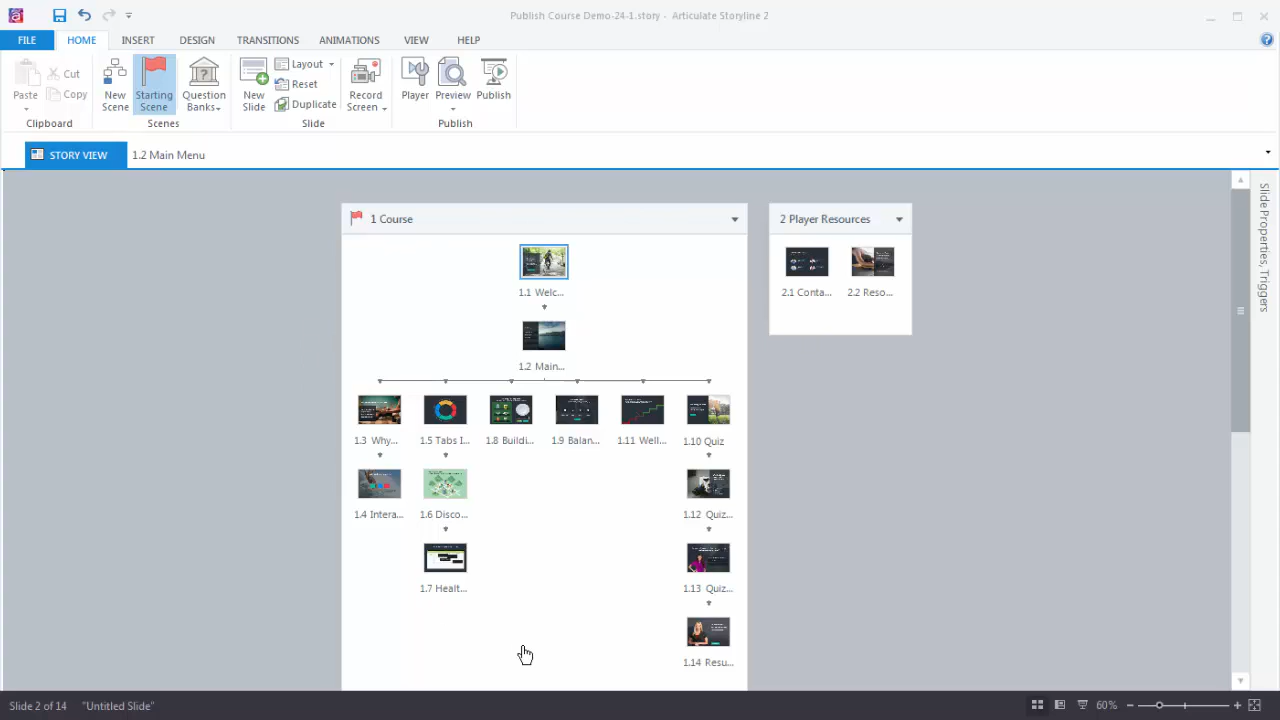 Publish Course Demo-24-1.story - Articulate Storyline 2
FILE
HOME
INSERT
DESIGN
TRANSITIONS
ANIMATIONS
VIEW
HELP
Paste
Cut
Copy
Clipboard
New Scene
Starting Scene
Question Banks
Scenes
New Slide
Layout
Reset
Duplicate
Record Screen
Slide
Player
Preview
Publish
Publish
STORY VIEW
1.2 Main Menu
Slide Properties, Triggers
1 Course
2 Player Resources
1.1 Welc...
2.1 Conta...
2.2 Reso...
1.2 Main...
1.3 Why...
1.5 Tabs I...
1.8 Buildi...
1.9 Balan...
1.11 Well...
1.10 Quiz
1.4 Intera...
1.6 Disco...
1.12 Quiz...
1.7 Healt...
1.13 Quiz...
1.14 Resu...
Slide 2 of 14
"Untitled Slide"
60%